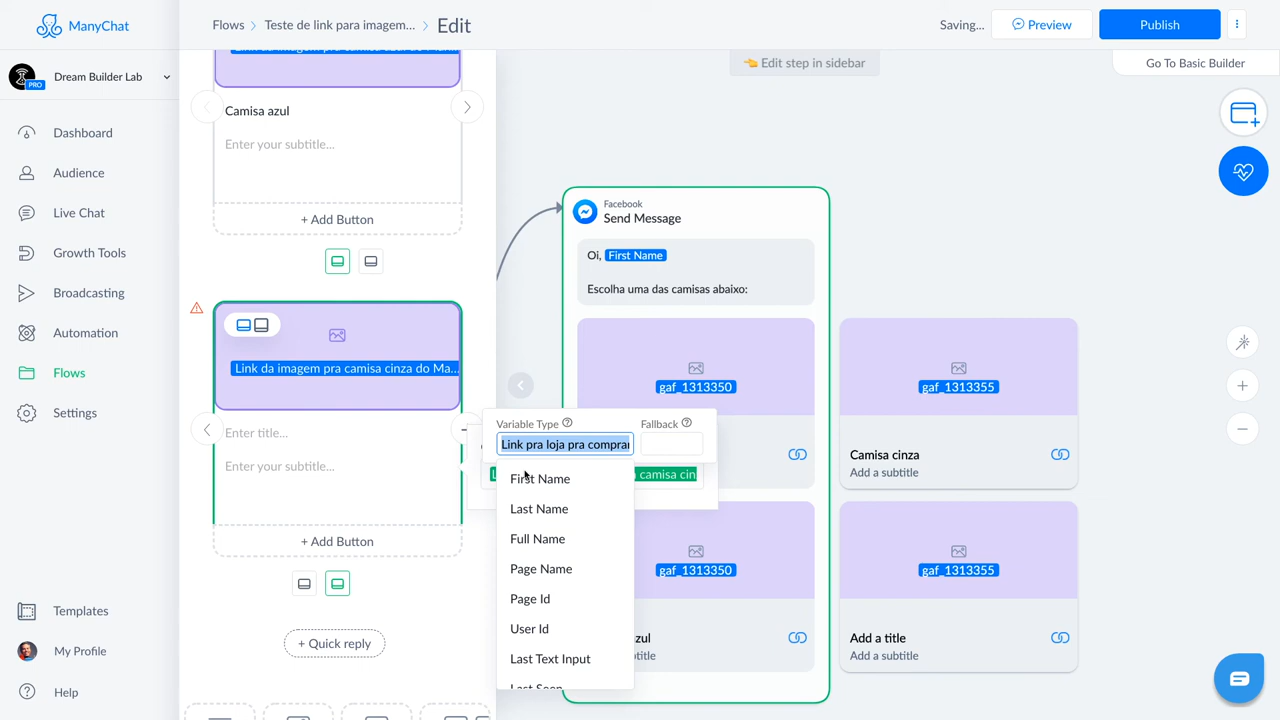 ManyChat
Flows
Teste de link para imagem...
Edit
Saving...
Preview
Publish
Dream Builder Lab
PRO
👈 Edit step in sidebar
Go To Basic Builder
Dashboard
Audience
Live Chat
Growth Tools
Broadcasting
Automation
Flows
Settings
Templates
My Profile
Help
Camisa azul
Enter your subtitle...
+ Add Button
Link da imagem pra camisa cinza do Ma...
Enter title...
Enter your subtitle...
+ Add Button
+ Quick reply
Variable Type
Fallback
Link pra loja pra comprar
camisa cin
First Name
Last Name
Full Name
Page Name
Page Id
User Id
Last Text Input
Last Seen
Facebook
Send Message
Oi, First Name
Escolha uma das camisas abaixo:
gaf_1313350
gaf_1313355
Camisa cinza
Add a subtitle
gaf_1313350
gaf_1313355
zul
title
Add a title
Add a subtitle